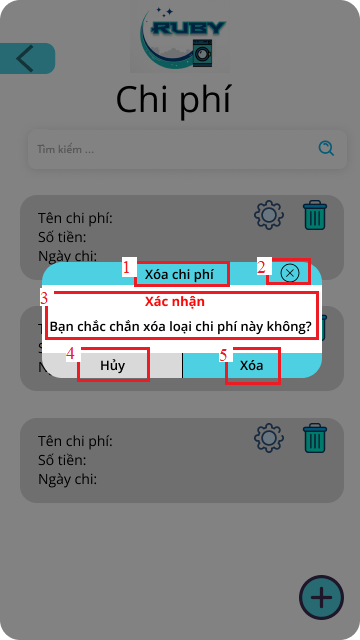 RUBY
Chi phí
Tìm kiếm ...
Tên chi phí:
Số tiền:
Ngày chi:
1 Xóa chi phí 2
3 Xác nhận
Bạn chắc chắn xóa loại chi phí này không?
4 Hủy 5 Xóa
Tên chi phí:
Số tiền:
Ngày chi: